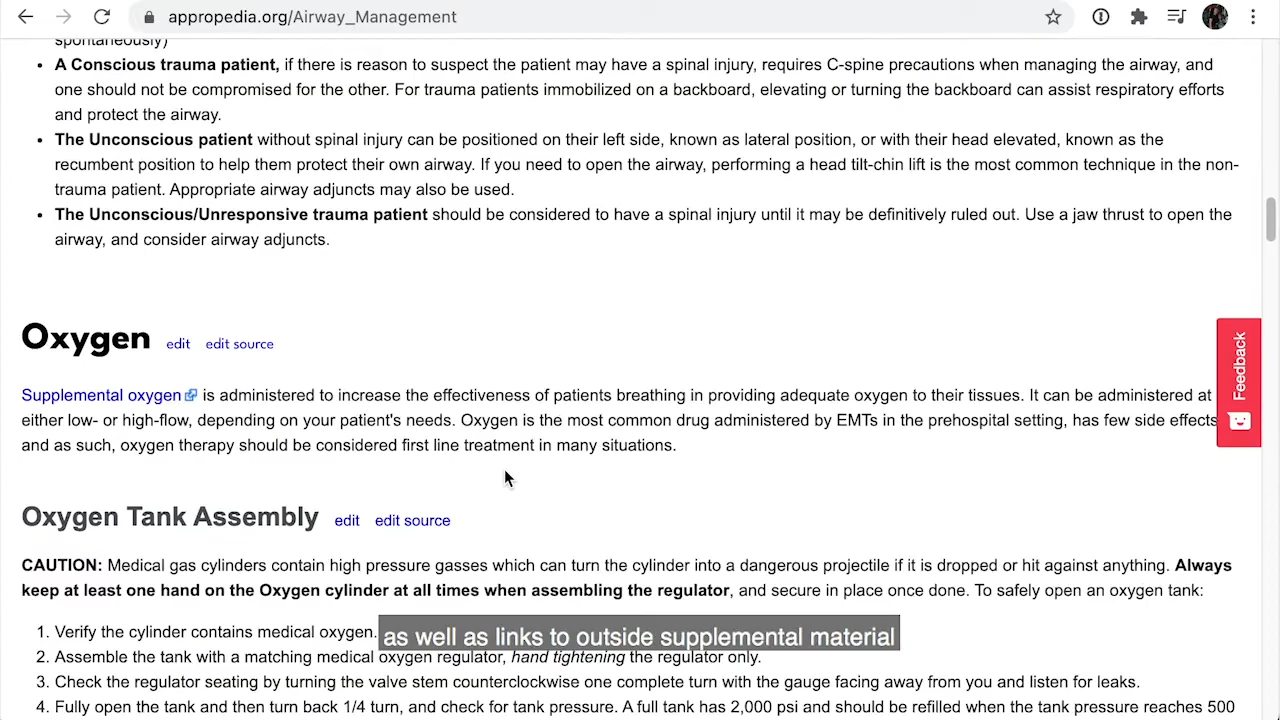 appropedia.org/Airway_Management
spontaneously)
• A Conscious trauma patient, if there is reason to suspect the patient may have a spinal injury, requires C-spine precautions when managing the airway, and
one should not be compromised for the other. For trauma patients immobilized on a backboard, elevating or turning the backboard can assist respiratory efforts
and protect the airway.
• The Unconscious patient without spinal injury can be positioned on their left side, known as lateral position, or with their head elevated, known as the
recumbent position to help them protect their own airway. If you need to open the airway, performing a head tilt-chin lift is the most common technique in the non-
trauma patient. Appropriate airway adjuncts may also be used.
• The Unconscious/Unresponsive trauma patient should be considered to have a spinal injury until it may be definitively ruled out. Use a jaw thrust to open the
airway, and consider airway adjuncts.
Oxygen edit edit source
Supplemental oxygen is administered to increase the effectiveness of patients breathing in providing adequate oxygen to their tissues. It can be administered at
either low- or high-flow, depending on your patient's needs. Oxygen is the most common drug administered by EMTs in the prehospital setting, has few side effects
and as such, oxygen therapy should be considered first line treatment in many situations.
Feedback
Oxygen Tank Assembly edit edit source
CAUTION: Medical gas cylinders contain high pressure gasses which can turn the cylinder into a dangerous projectile if it is dropped or hit against anything. Always
keep at least one hand on the Oxygen cylinder at all times when assembling the regulator, and secure in place once done. To safely open an oxygen tank:
1. Verify the cylinder contains medical oxygen.
as well as links to outside supplemental material
2. Assemble the tank with a matching medical oxygen regulator, hand tightening the regulator only.
3. Check the regulator seating by turning the valve stem counterclockwise one complete turn with the gauge facing away from you and listen for leaks.
4. Fully open the tank and then turn back 1/4 turn, and check for tank pressure. A full tank has 2,000 psi and should be refilled when the tank pressure reaches 500